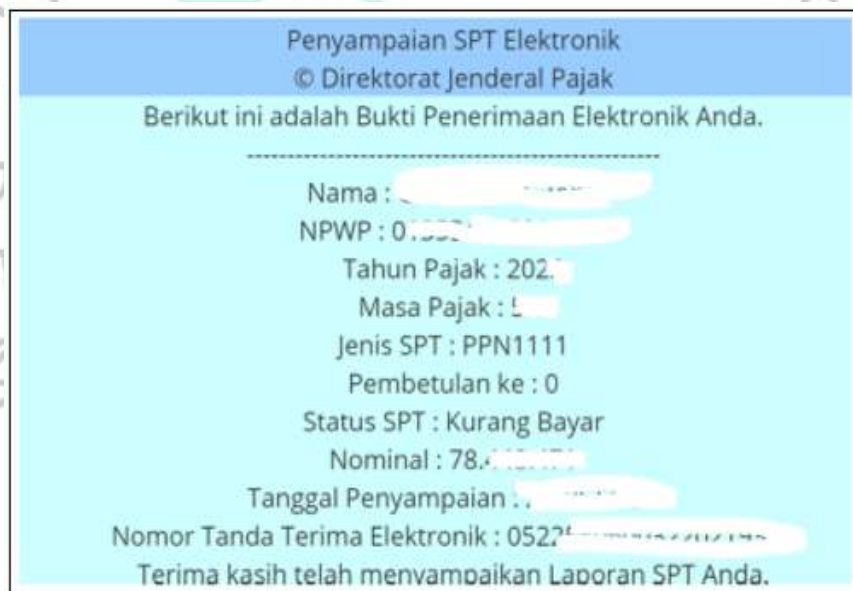 Penyampaian SPT Elektronik
© Direktorat Jenderal Pajak
Berikut ini adalah Bukti Penerimaan Elektronik Anda.
--------------------------------------------------
Nama :
NPWP :
Tahun Pajak :
Masa Pajak :
Jenis SPT : PPN1111
Pembetulan ke : 0
Status SPT : Kurang Bayar
Nominal :
Tanggal Penyampaian :
Nomor Tanda Terima Elektronik :
Terima kasih telah menyampaikan Laporan SPT Anda.